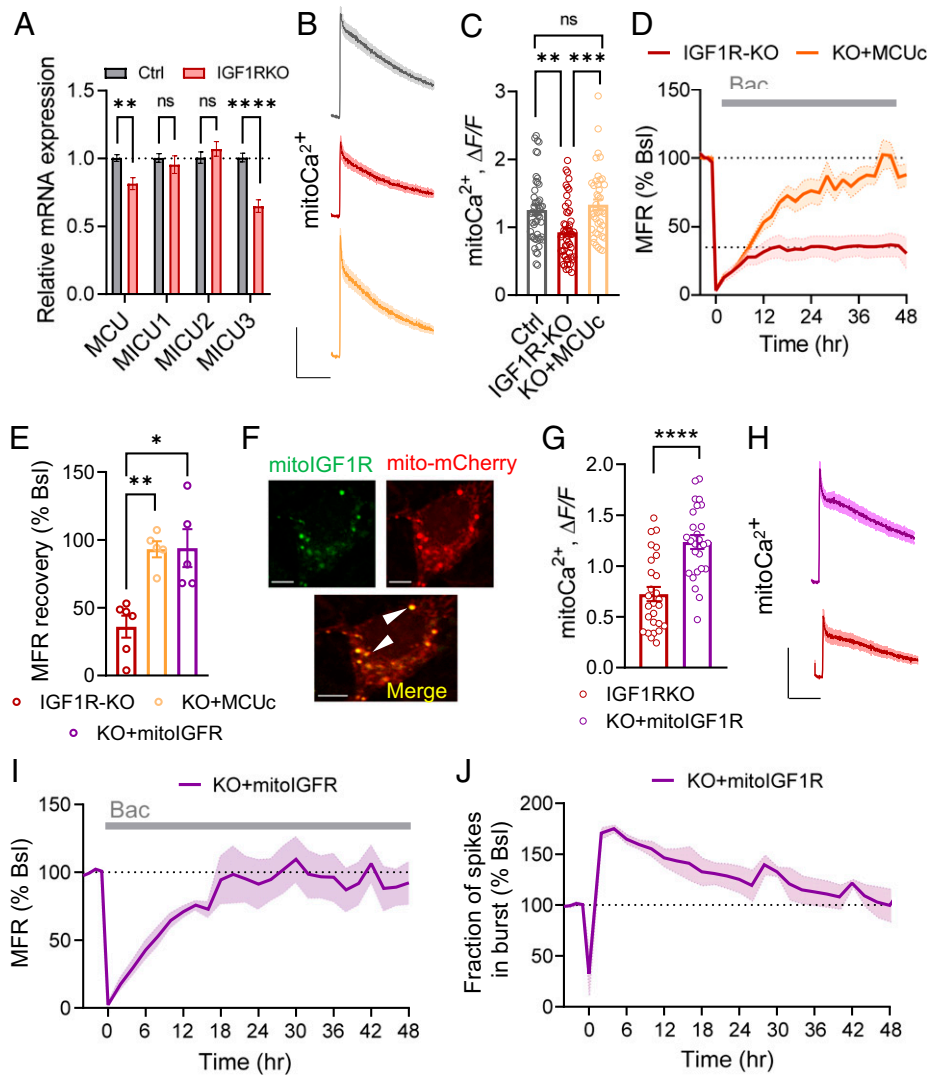 A
Ctrl
IGF1RKO
**
ns
ns
****
Relative mRNA expression
1.5
1.0
0.5
0.0
MCU
MICU1
MICU2
MICU3
B
mitoCa2+
C
ns
**
***
mitoCa2+, ΔF/F
4
3
2
1
0
Ctrl
IGF1R-KO
KO+MCUc
D
IGF1R-KO
KO+MCUc
Bac
MFR (% Bsl)
150
100
50
0
0
12
24
36
48
Time (hr)
E
*
**
MFR recovery (% Bsl)
150
100
50
0
IGF1R-KO
KO+MCUc
KO+mitoIGFR
F
mitoIGF1R
mito-mCherry
Merge
G
****
mitoCa2+, ΔF/F
2.0
1.5
1.0
0.5
0.0
IGF1RKO
KO+mitoIGF1R
H
mitoCa2+
I
KO+mitoIGFR
Bac
MFR (% Bsl)
150
100
50
0
0
6
12
18
24
30
36
42
48
Time (hr)
J
KO+mitoIGF1R
Fraction of spikes
in burst (% Bsl)
200
150
100
50
0
0
6
12
18
24
30
36
42
48
Time (hr)